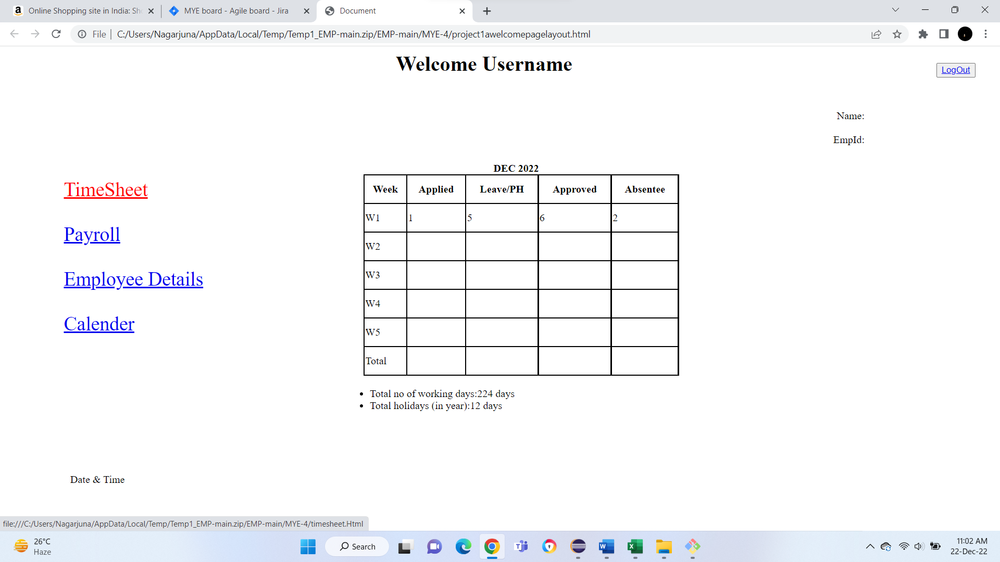 Online Shopping site in India: Sh
MYE board - Agile board - Jira
Document
File
C:/Users/Nagarjuna/AppData/Local/Temp/Temp1_EMP-main.zip/EMP-main/MYE-4/project1awelcomepagelayout.html
Welcome Username
LogOut
Name:
EmpId:
TimeSheet
Payroll
Employee Details
Calender
DEC 2022
Week Applied Leave/PH Approved Absentee
W1 1 5 6 2
W2
W3
W4
W5
Total
Total no of working days:224 days
Total holidays (in year):12 days
Date & Time
file:///C:/Users/Nagarjuna/AppData/Local/Temp/Temp1_EMP-main.zip/EMP-main/MYE-4/timesheet.Html
26°C
Haze
Search
11:02 AM
22-Dec-22